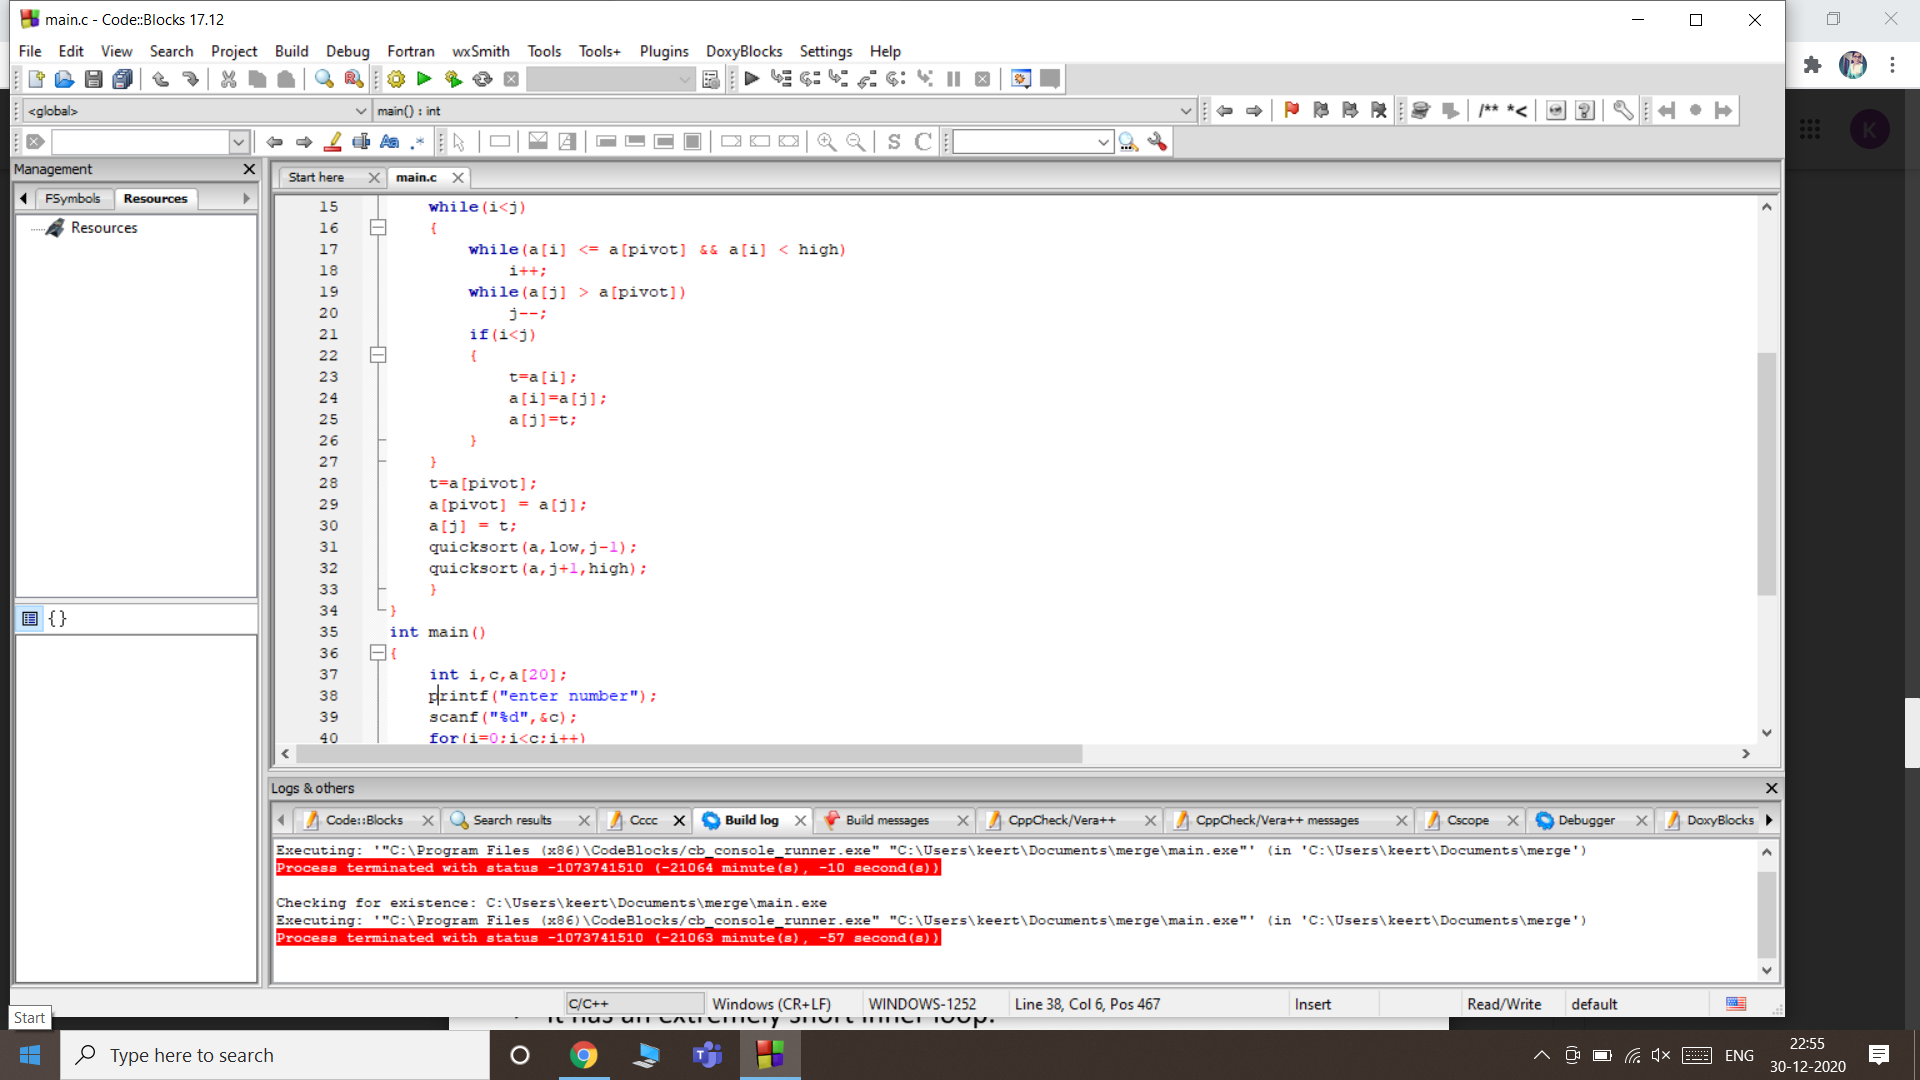 main.c - Code::Blocks 17.12
File Edit View Search Project Build Debug Fortran wxSmith Tools Tools+ Plugins DoxyBlocks Settings Help
<global> main() : int /** *<
Aa .* S C
Management
K
Start here main.c
FSymbols Resources
Resources
15 while(i<j)
16 {
17 while(a[i] <= a[pivot] && a[i] < high)
18 i++;
19 while(a[j] > a[pivot])
20 j--;
21 if(i<j)
22 {
23 t=a[i];
24 a[i]=a[j];
25 a[j]=t;
26 }
27 }
28 t=a[pivot];
29 a[pivot] = a[j];
30 a[j] = t;
31 quicksort(a,low,j-1);
32 quicksort(a,j+1,high);
33 }
34 }
35 int main()
36 {
37 int i,c,a[20];
38 printf("enter number");
39 scanf("%d",&c);
40 for(i=0;i<c;i++)
{}
Logs & others
Code::Blocks Search results Cccc Build log Build messages CppCheck/Vera++ CppCheck/Vera++ messages Cscope Debugger DoxyBlocks
Executing: '"C:\Program Files (x86)\CodeBlocks/cb_console_runner.exe" "C:\Users\keert\Documents\merge\main.exe"' (in 'C:\Users\keert\Documents\merge')
Process terminated with status -1073741510 (-21064 minute(s), -10 second(s))
Checking for existence: C:\Users\keert\Documents\merge\main.exe
Executing: '"C:\Program Files (x86)\CodeBlocks/cb_console_runner.exe" "C:\Users\keert\Documents\merge\main.exe"' (in 'C:\Users\keert\Documents\merge')
Process terminated with status -1073741510 (-21063 minute(s), -57 second(s))
C/C++ Windows (CR+LF) WINDOWS-1252 Line 38, Col 6, Pos 467 Insert Read/Write default
Start
It has an extremely short inner loop.
Type here to search
ENG
22:55
30-12-2020